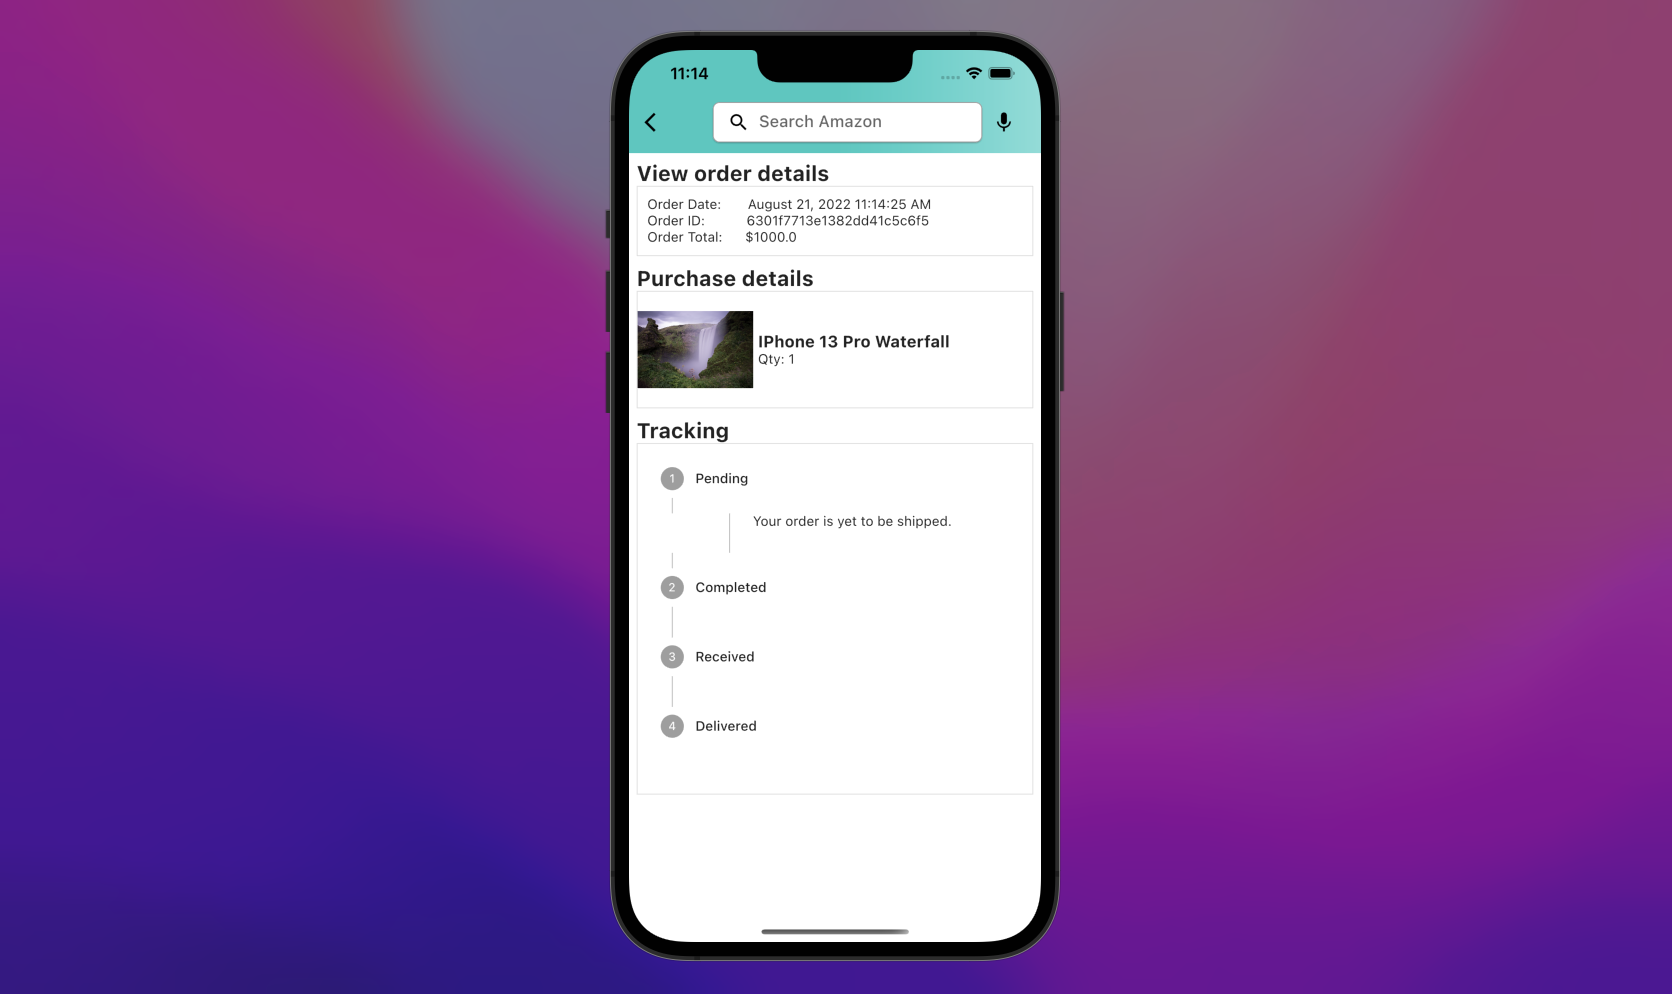 11:14
Search Amazon
View order details
Order Date: August 21, 2022 11:14:25 AM
Order ID: 6301f7713e1382dd41c5c6f5
Order Total: $1000.0
Purchase details
IPhone 13 Pro Waterfall
Qty: 1
Tracking
1 Pending
Your order is yet to be shipped.
2 Completed
3 Received
4 Delivered